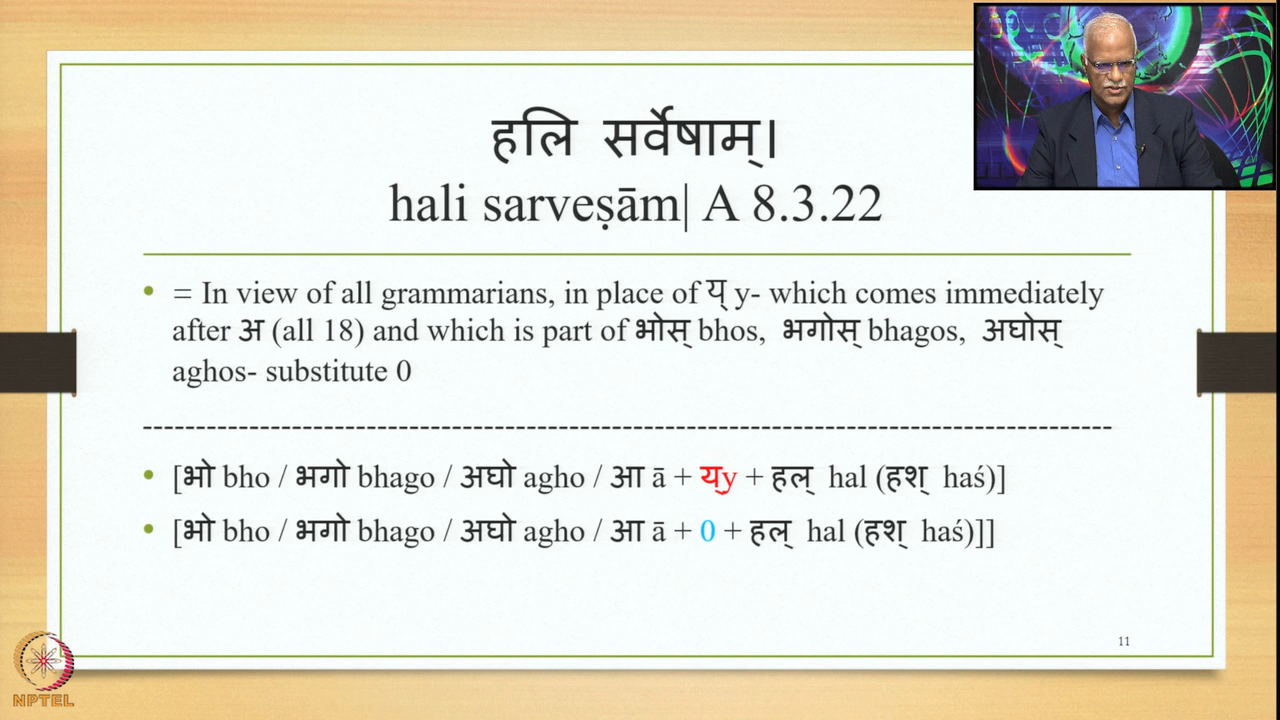 हलि सर्वेषाम्।
hali sarveṣām| A 8.3.22
• = In view of all grammarians, in place of य् y- which comes immediately
after अ (all 18) and which is part of भोस् bhos, भगोस् bhagos, अघोस्
aghos- substitute 0
-----------------------------------------------------------------------------------------
• [भो bho / भगो bhago / अघो agho / आ ā + य्y + हल् hal (हश् haś)]
• [भो bho / भगो bhago / अघो agho / आ ā + 0 + हल् hal (हश् haś)]]
11
NPTEL